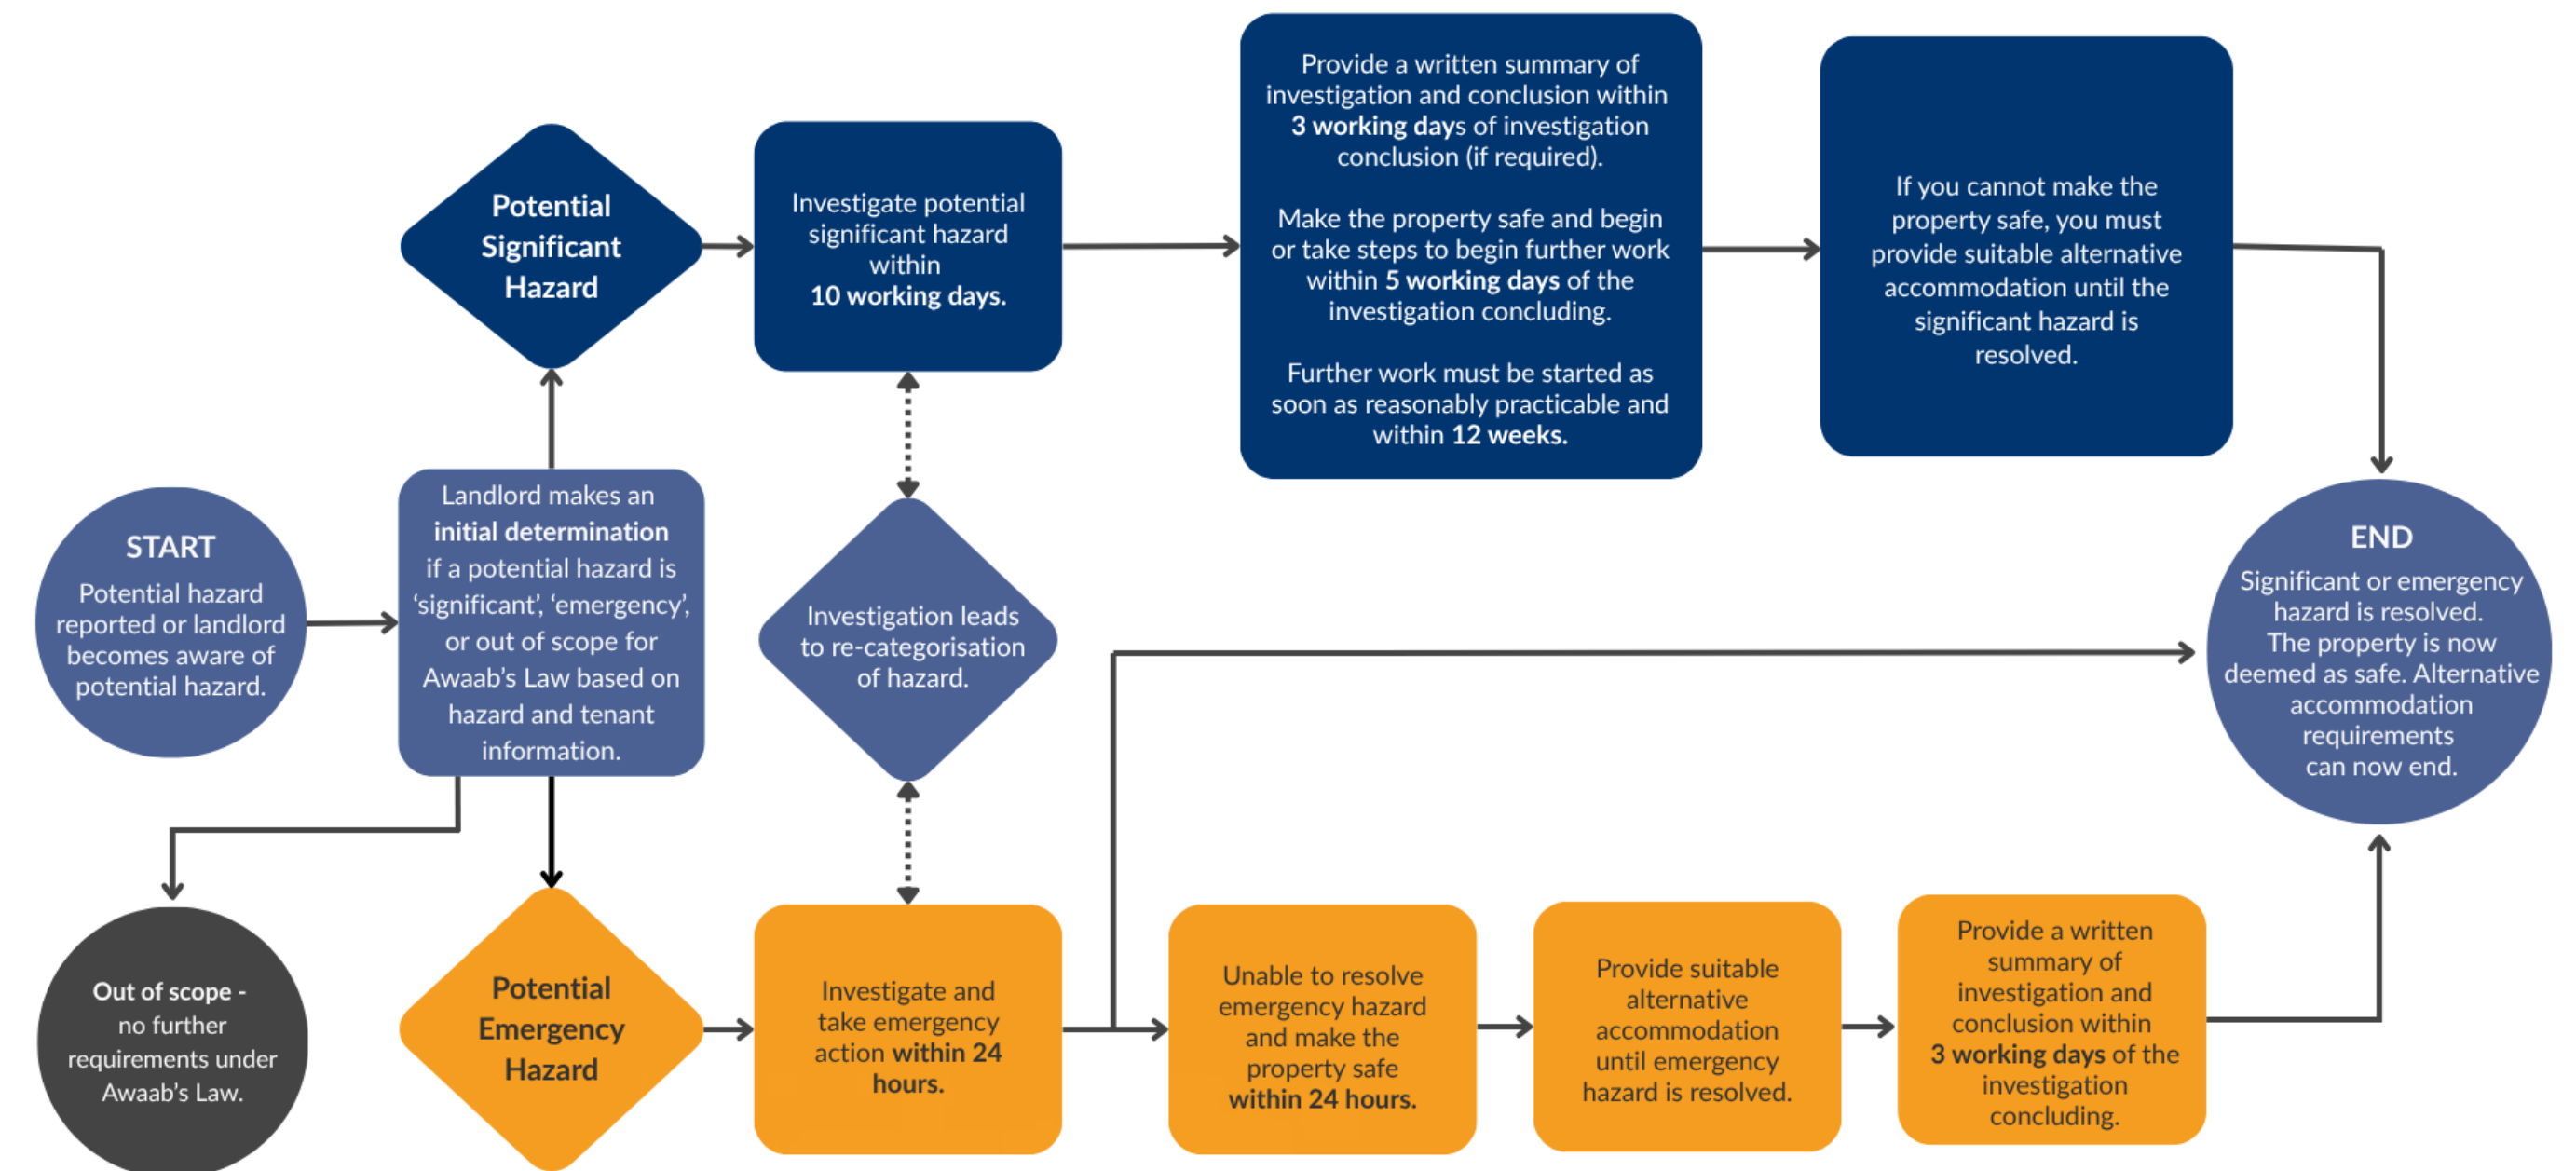 START
Potential hazard
reported or landlord
becomes aware of
potential hazard.
Landlord makes an
initial determination
if a potential hazard is
‘significant’, ‘emergency’,
or out of scope for
Awaab’s Law based on
hazard and tenant
information.
Out of scope -
no further
requirements under
Awaab’s Law.
Potential
Significant
Hazard
Investigate potential
significant hazard
within
10 working days.
Provide a written summary of
investigation and conclusion within
3 working days of investigation
conclusion (if required).
Make the property safe and begin
or take steps to begin further work
within 5 working days of the
investigation concluding.
Further work must be started as
soon as reasonably practicable and
within 12 weeks.
If you cannot make the
property safe, you must
provide suitable alternative
accommodation until the
significant hazard is
resolved.
Investigation leads
to re-categorisation
of hazard.
Potential
Emergency
Hazard
Investigate and
take emergency
action within 24
hours.
Unable to resolve
emergency hazard
and make the
property safe
within 24 hours.
Provide suitable
alternative
accommodation
until emergency
hazard is resolved.
Provide a written
summary of
investigation and
conclusion within
3 working days of the
investigation
concluding.
END
Significant or emergency
hazard is resolved.
The property is now
deemed as safe. Alternative
accommodation
requirements
can now end.